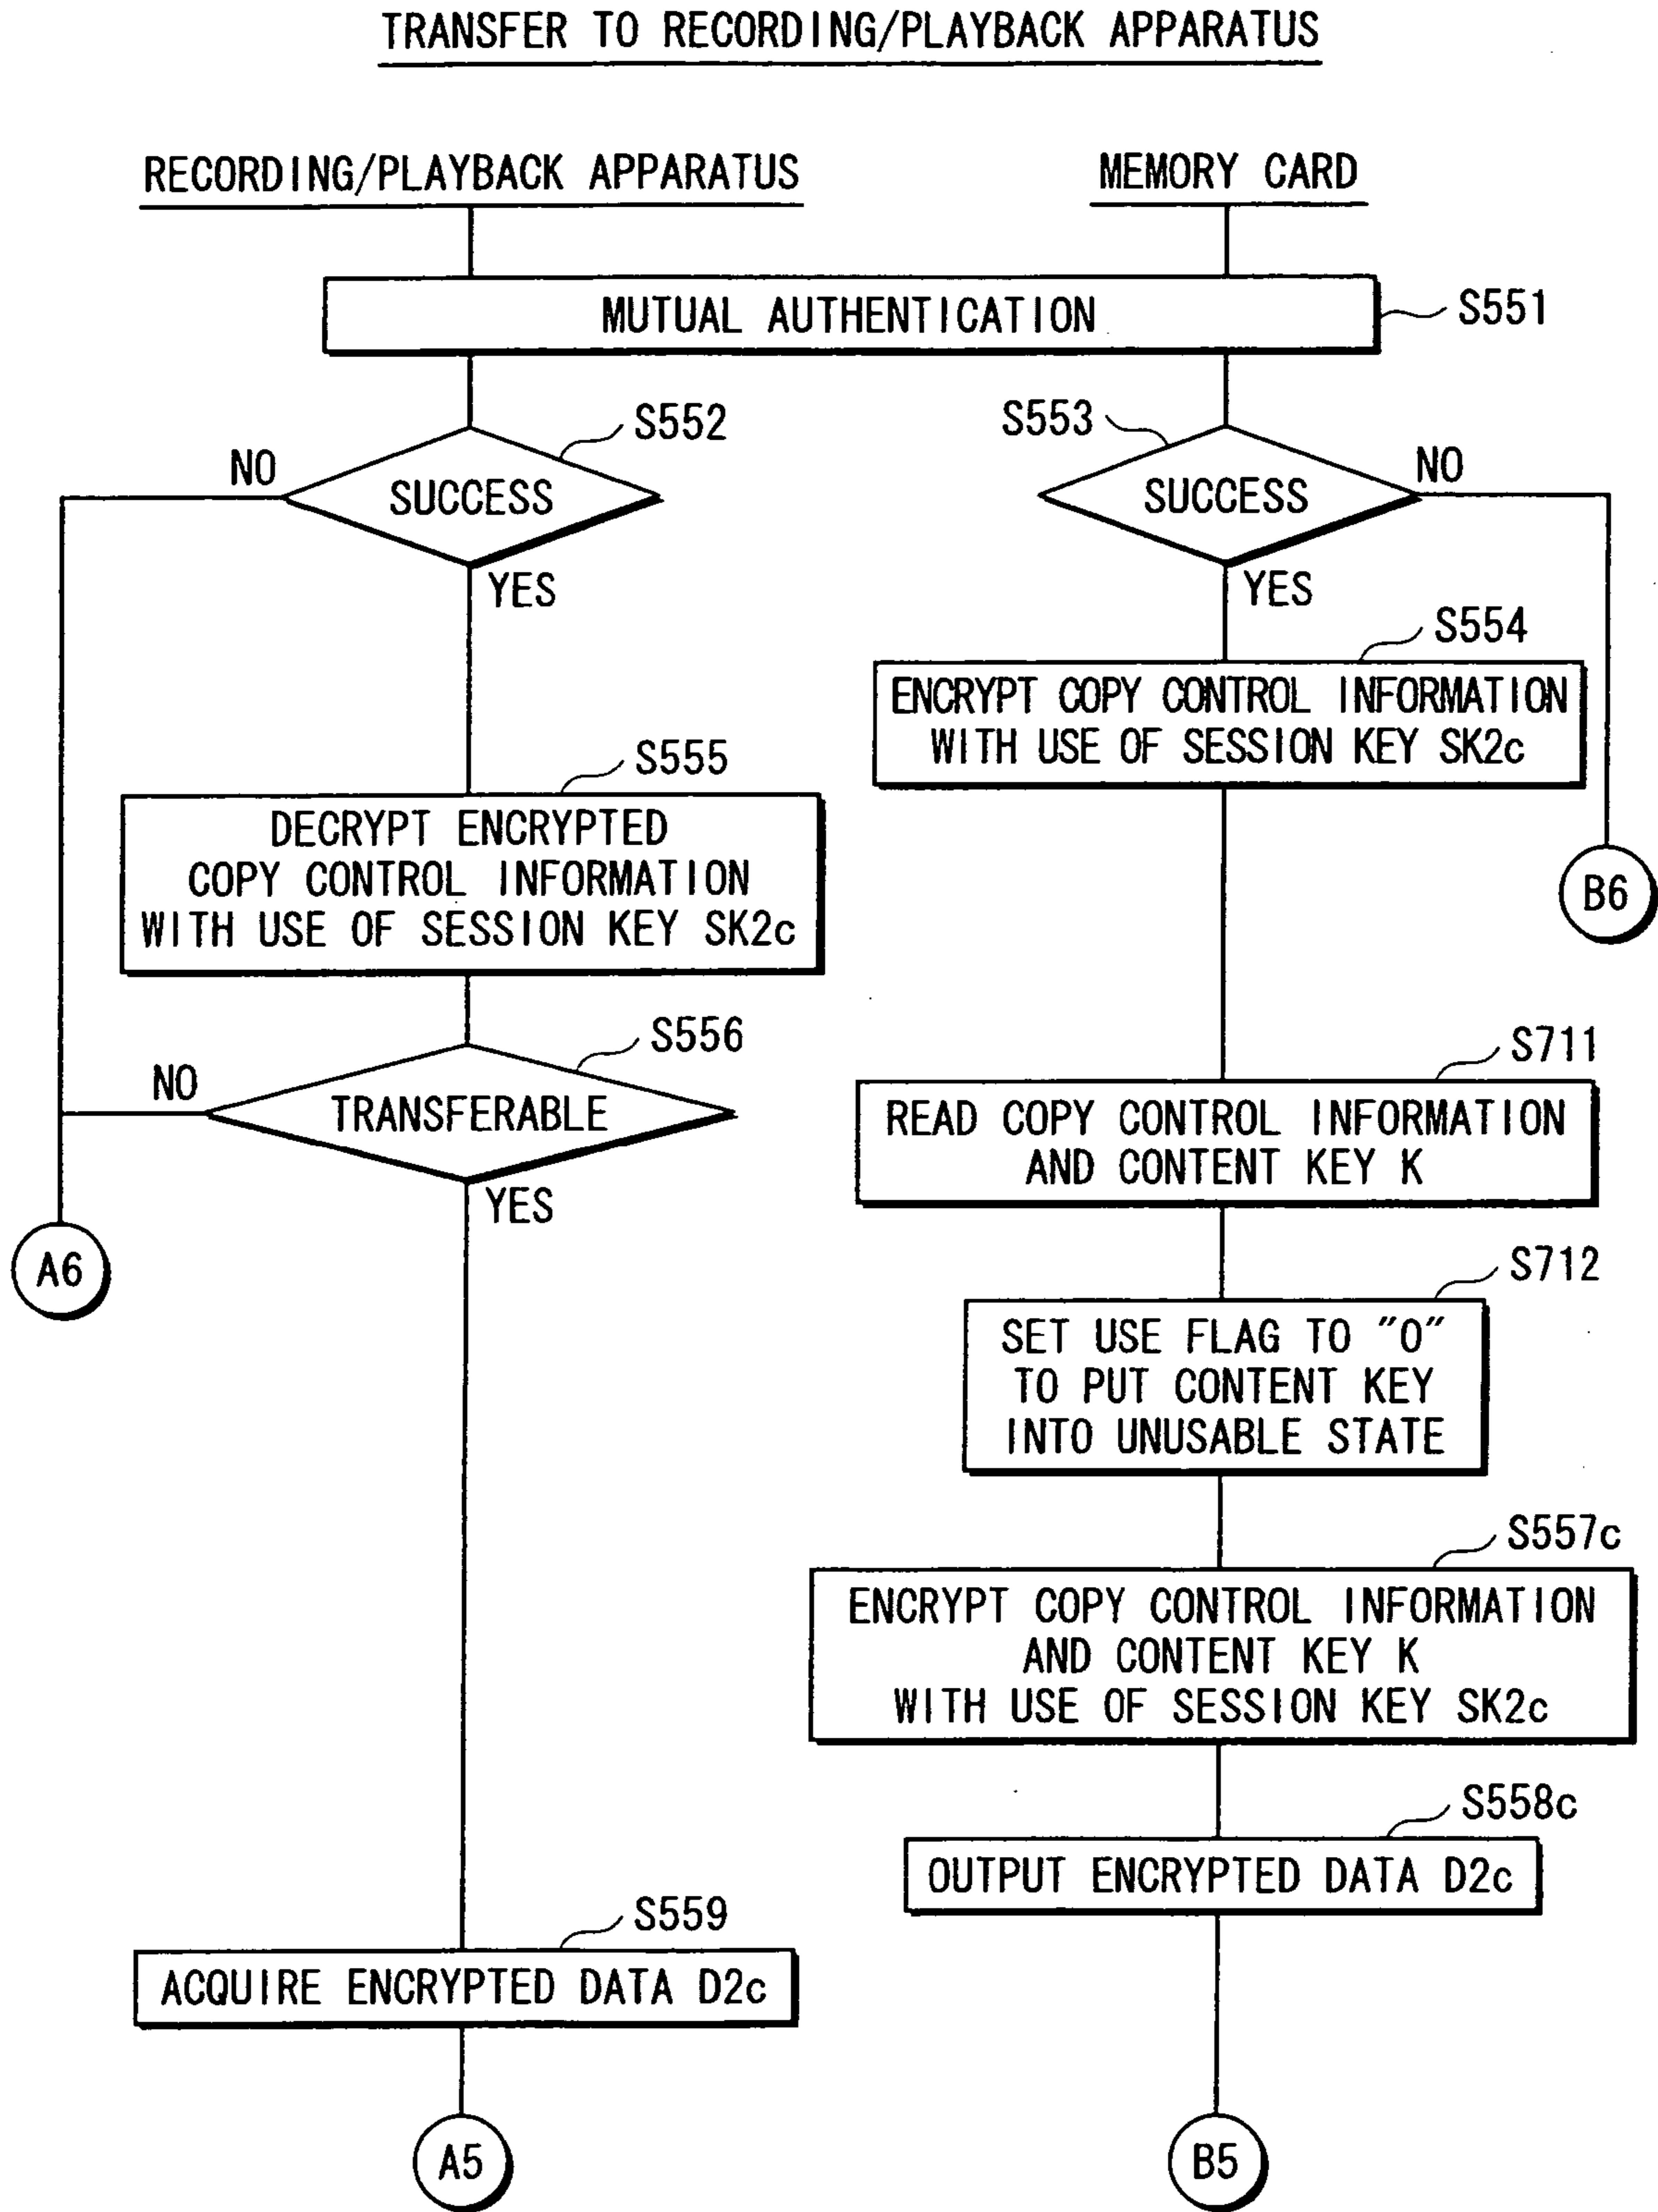 TRANSFER TO RECORDING/PLAYBACK APPARATUS
RECORDING/PLAYBACK APPARATUS
MEMORY CARD
MUTUAL AUTHENTICATION
S551
S552
S553
NO
SUCCESS
YES
SUCCESS
NO
YES
S554
ENCRYPT COPY CONTROL INFORMATION
WITH USE OF SESSION KEY SK2c
S555
DECRYPT ENCRYPTED
COPY CONTROL INFORMATION
WITH USE OF SESSION KEY SK2c
B6
S556
NO
TRANSFERABLE
YES
A6
S711
READ COPY CONTROL INFORMATION
AND CONTENT KEY K
S712
SET USE FLAG TO "0"
TO PUT CONTENT KEY
INTO UNUSABLE STATE
S557c
ENCRYPT COPY CONTROL INFORMATION
AND CONTENT KEY K
WITH USE OF SESSION KEY SK2c
S558c
OUTPUT ENCRYPTED DATA D2c
S559
ACQUIRE ENCRYPTED DATA D2c
A5
B5